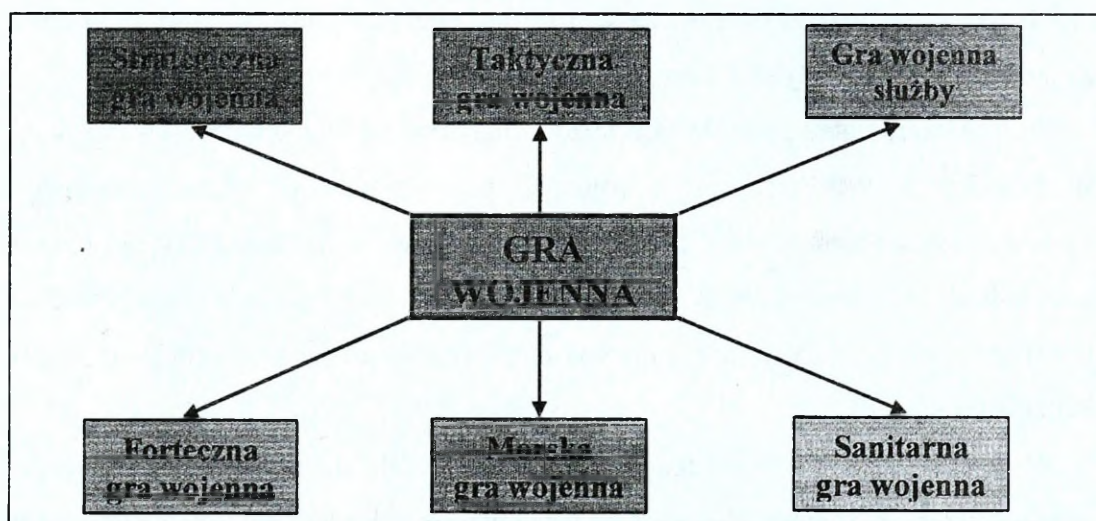 Strategiczna
gra wojenna
Taktyczna
gra wojenna
Gra wojenna
służby
GRA
WOJENNA
Forteczna
gra wojenna
Morska
gra wojenna
Sanitarna
gra wojenna